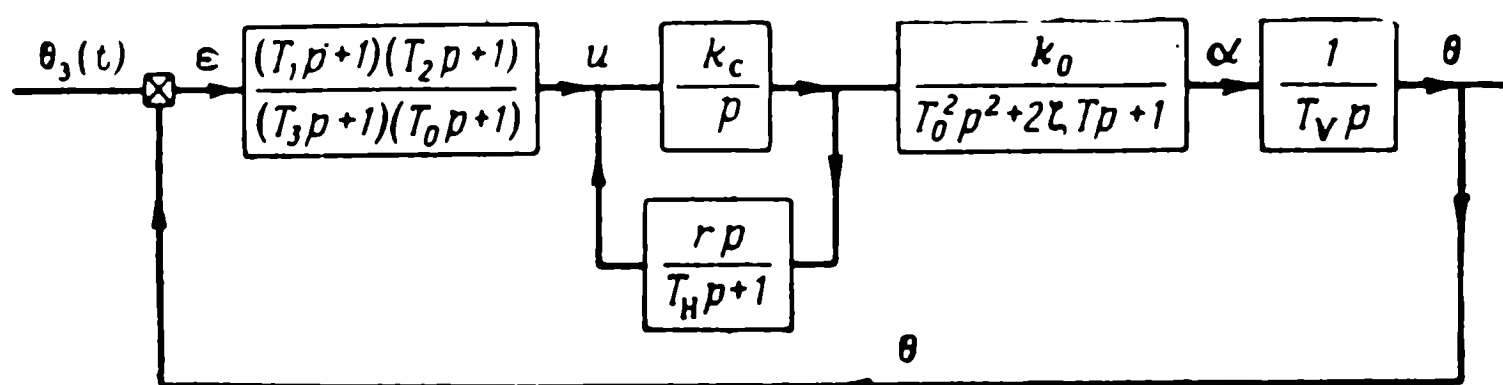 θ₃(t)
ε
(T₁p+1)(T₂p+1)
(T₃p+1)(T₀p+1)
u
k_c
p
k₀
T₀²p²+2ζTp+1
α
1
T_V p
θ
rp
T_H p+1
θ